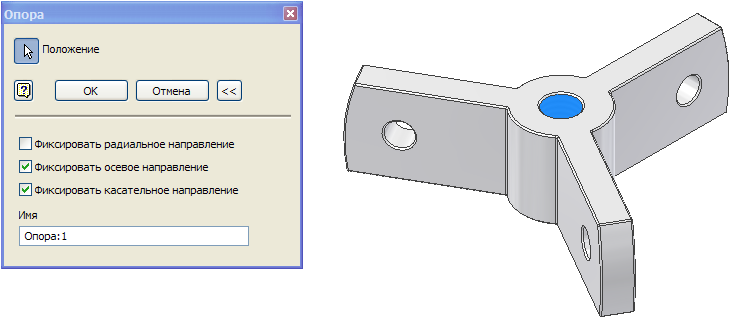 Опора
Положение
OK
Отмена
<<
Фиксировать радиальное направление
Фиксировать осевое направление
Фиксировать касательное направление
Имя
Опора:1